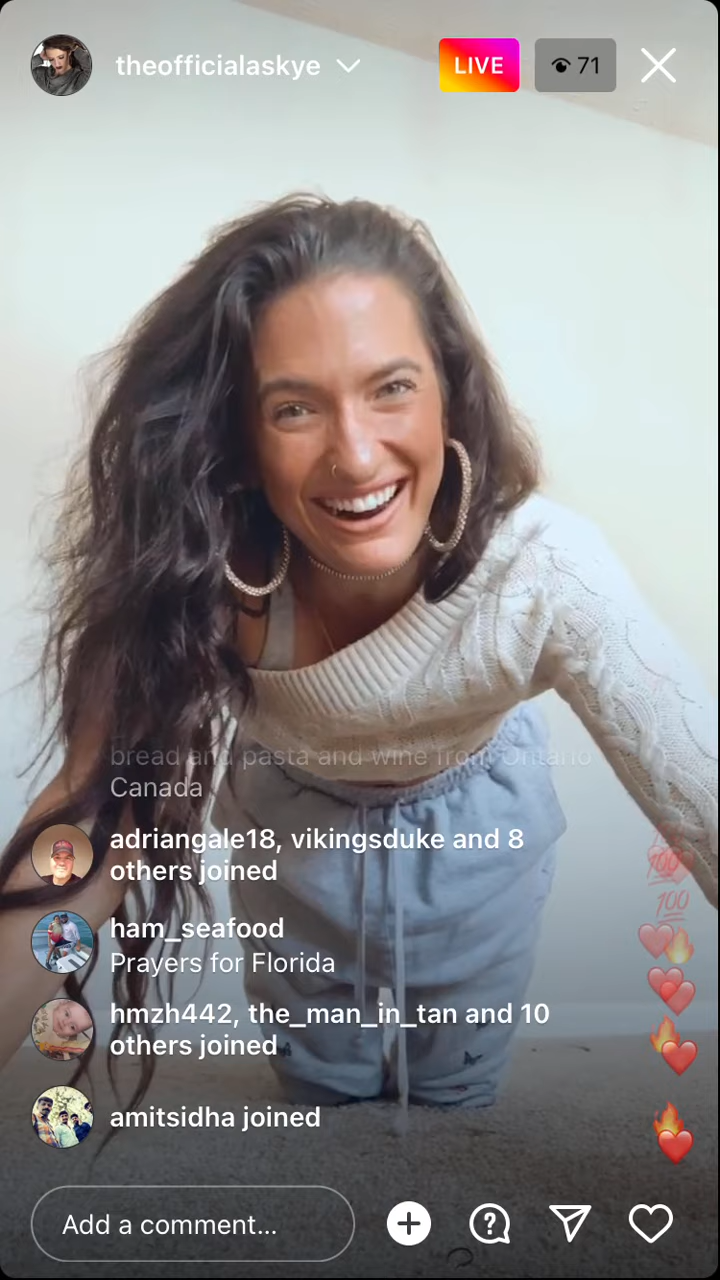 theofficialaskye
LIVE
71
bread and pasta and wine from Ontario
Canada
adriangale18, vikingsduke and 8
others joined
ham_seafood
Prayers for Florida
hmzh442, the_man_in_tan and 10
others joined
amitsidha joined
100
100
Add a comment...